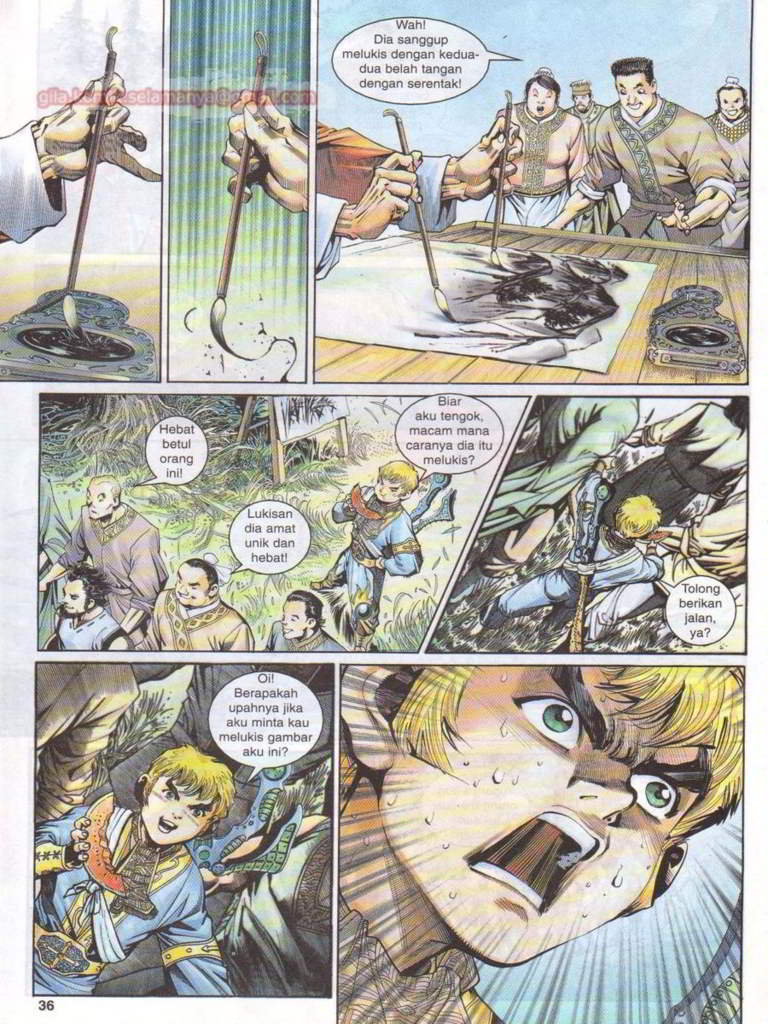 Wah!
Dia sanggup
melukis dengan kedua-
dua belah tangan
dengan serentak!
Hebat
betul
orang
ini!
Lukisan
dia amat
unik dan
hebat!
Biar
aku tengok,
macam mana
caranya dia itu
melukis?
Tolong
berikan
jalan,
ya?
Oi!
Berapakah
upahnya jika
aku minta kau
melukis gambar
aku ini?
36